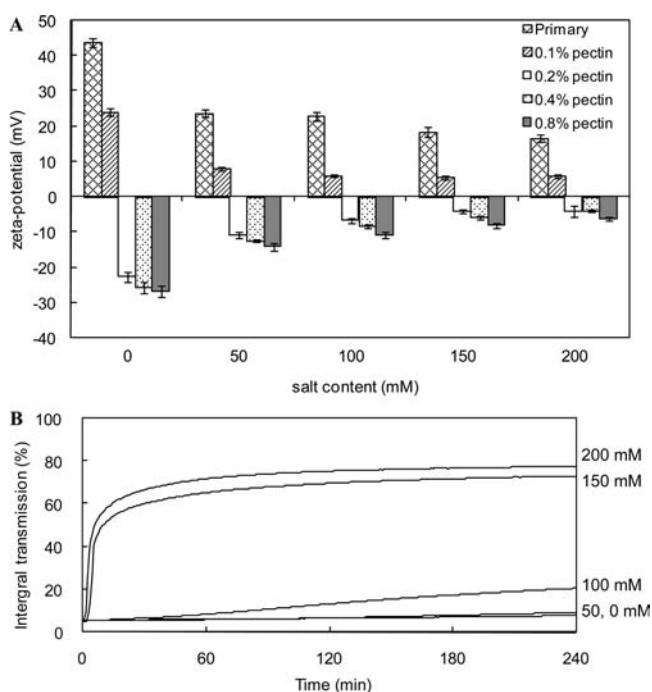 A
50
40
30
20
10
0
-10
-20
-30
-40
zeta-potential (mV)
Primary
0.1% pectin
0.2% pectin
0.4% pectin
0.8% pectin
0 50 100 150 200
salt content (mM)
B
100
80
60
40
20
0
Intergral transmission (%)
200 mM
150 mM
100 mM
50, 0 mM
0 60 120 180 240
Time (min)